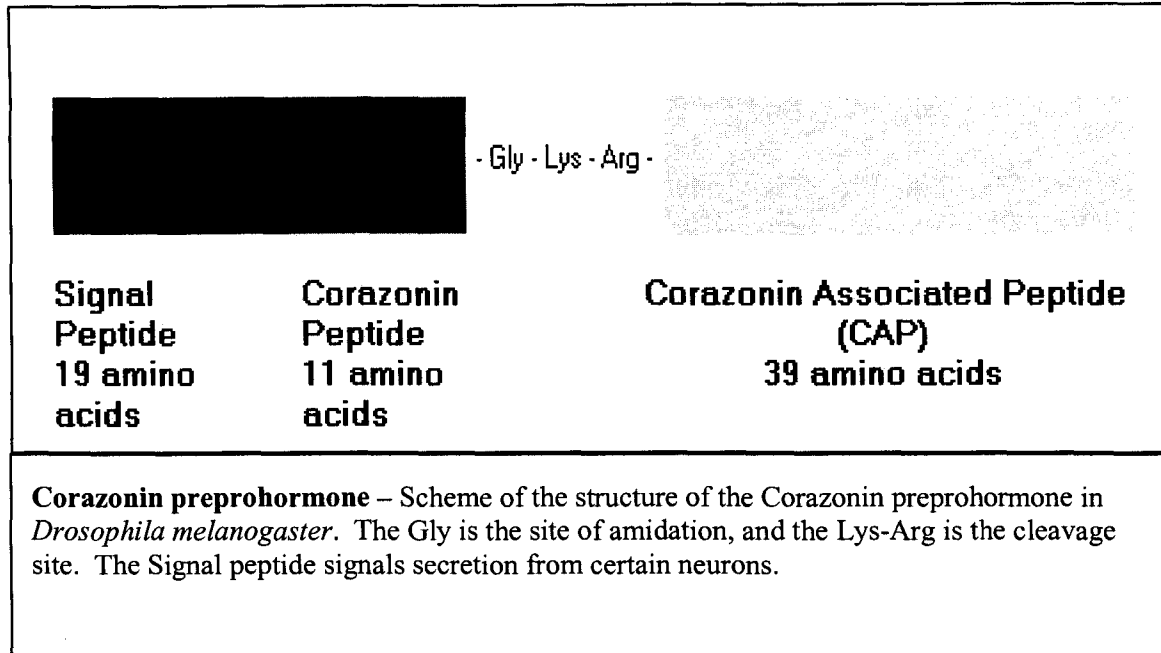 - Gly - Lys - Arg -
Signal
Peptide
19 amino
acids
Corazonin
Peptide
11 amino
acids
Corazonin Associated Peptide
(CAP)
39 amino acids
Corazonin preprohormone – Scheme of the structure of the Corazonin preprohormone in
Drosophila melanogaster. The Gly is the site of amidation, and the Lys-Arg is the cleavage
site. The Signal peptide signals secretion from certain neurons.